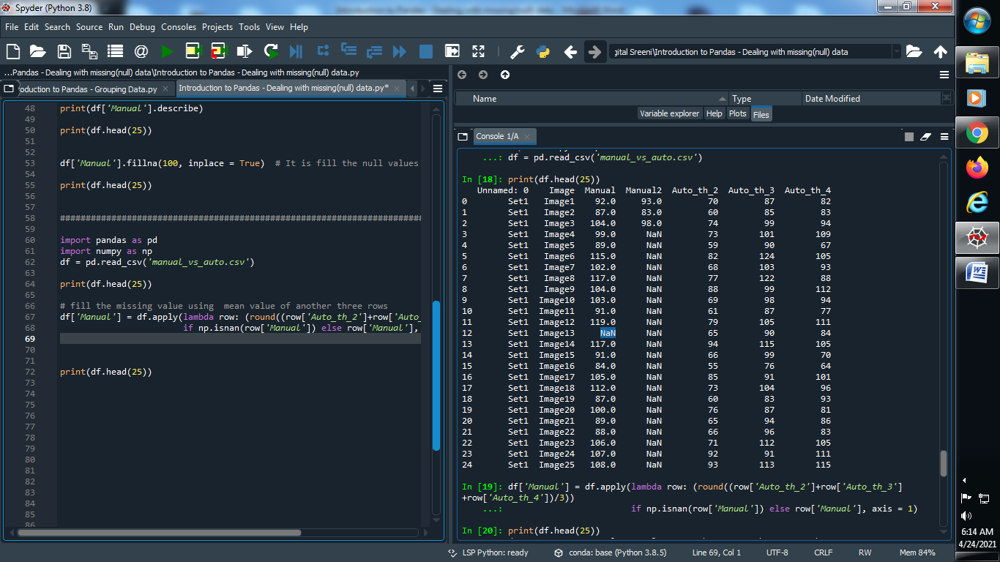 Spyder (Python 3.8)
File Edit Search Source Run Debug Consoles Projects Tools View Help
gital Sreeni\Introduction to Pandas - Dealing with missing(null) data
...Pandas - Dealing with missing(null) data\Introduction to Pandas - Dealing with missing(null) data.py
oduction to Pandas - Grouping Data.py Introduction to Pandas - Dealing with missing(null) data.py*
48 print(df['Manual'].describe)
49
50 print(df.head(25))
51
52
53 df['Manual'].fillna(100, inplace = True) # It is fill the null values
54
55 print(df.head(25))
56
57
58 ######################################################################
59
60 import pandas as pd
61 import numpy as np
62 df = pd.read_csv('manual_vs_auto.csv')
63
64 print(df.head(25))
65
66 # fill the missing value using mean value of another three rows
67 df['Manual'] = df.apply(lambda row: (round((row['Auto_th_2']+row['Auto_
68 if np.isnan(row['Manual']) else row['Manual'],
69
70
71
72 print(df.head(25))
73
74
75
76
77
78
79
80
81
82
83
84
85
86
Name Type Date Modified
Variable explorer Help Plots Files
Console 1/A
...: df = pd.read_csv('manual_vs_auto.csv')
In [18]: print(df.head(25))
Unnamed: 0 Image Manual Manual2 Auto_th_2 Auto_th_3 Auto_th_4
0 Set1 Image1 92.0 93.0 70 87 82
1 Set1 Image2 87.0 83.0 60 85 83
2 Set1 Image3 104.0 98.0 74 99 94
3 Set1 Image4 99.0 NaN 73 101 109
4 Set1 Image5 89.0 NaN 59 90 67
5 Set1 Image6 115.0 NaN 82 124 105
6 Set1 Image7 102.0 NaN 68 103 93
7 Set1 Image8 117.0 NaN 77 122 88
8 Set1 Image9 104.0 NaN 88 99 112
9 Set1 Image10 103.0 NaN 69 98 94
10 Set1 Image11 91.0 NaN 61 87 77
11 Set1 Image12 119.0 NaN 79 105 111
12 Set1 Image13 NaN NaN 65 90 84
13 Set1 Image14 117.0 NaN 94 115 105
14 Set1 Image15 91.0 NaN 66 99 70
15 Set1 Image16 84.0 NaN 55 76 64
16 Set1 Image17 105.0 NaN 85 91 101
17 Set1 Image18 112.0 NaN 73 104 96
18 Set1 Image19 87.0 NaN 60 83 93
19 Set1 Image20 100.0 NaN 76 87 81
20 Set1 Image21 89.0 NaN 65 94 86
21 Set1 Image22 88.0 NaN 66 96 83
22 Set1 Image23 106.0 NaN 71 112 105
23 Set1 Image24 107.0 NaN 92 91 111
24 Set1 Image25 108.0 NaN 93 113 115
In [19]: df['Manual'] = df.apply(lambda row: (round((row['Auto_th_2']+row['Auto_th_3']
+row['Auto_th_4'])/3))
...: if np.isnan(row['Manual']) else row['Manual'], axis = 1)
In [20]: print(df.head(25))
LSP Python: ready conda: base (Python 3.8.5) Line 69, Col 1 UTF-8 CRLF RW Mem 84%
6:14 AM
4/24/2021